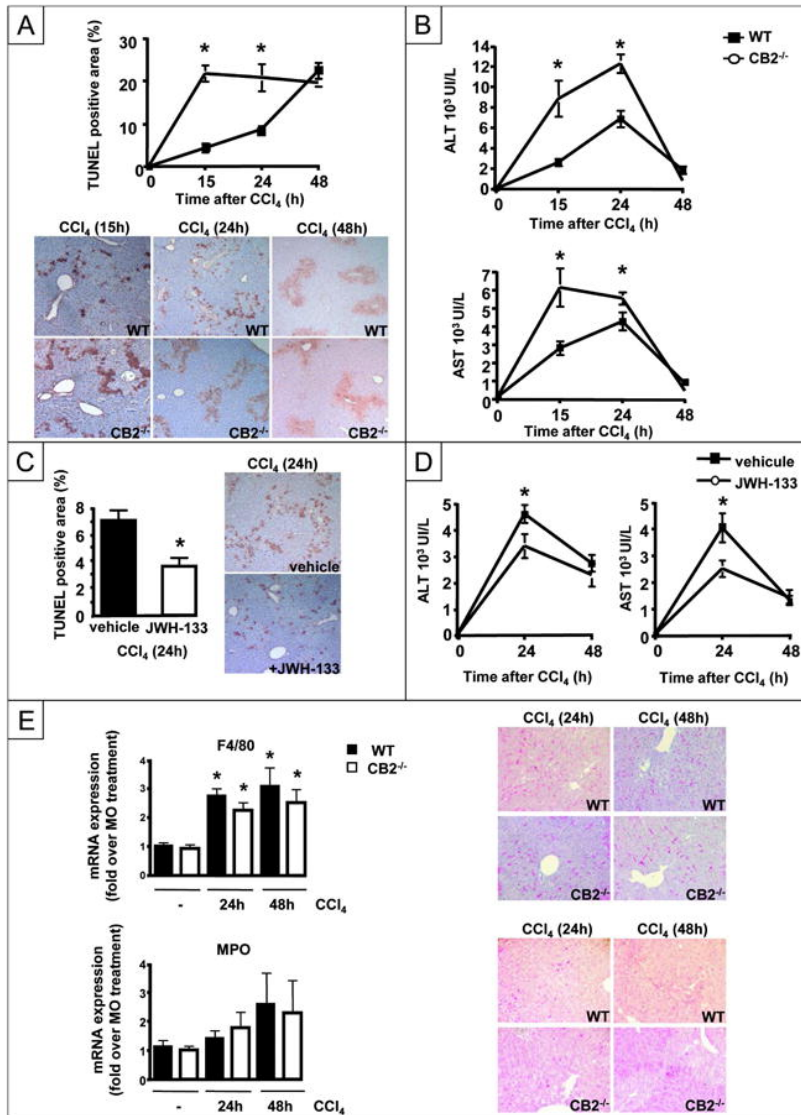 A
TUNEL positive area (%)
30
20
10
0
*
*
0
15
24
48
Time after CCl₄ (h)
CCl₄ (15h)
CCl₄ (24h)
CCl₄ (48h)
WT
WT
WT
CB2⁻/⁻
CB2⁻/⁻
CB2⁻/⁻
B
WT
CB2⁻/⁻
ALT 10³ UI/L
14
12
10
8
6
4
2
0
*
*
0
15
24
48
Time after CCl₄ (h)
AST 10³ UI/L
7
6
5
4
3
2
1
0
*
*
0
15
24
48
Time after CCl₄ (h)
C
TUNEL positive area (%)
8
6
4
2
0
*
vehicle
JWH-133
CCl₄ (24h)
CCl₄ (24h)
vehicle
+JWH-133
D
vehicule
JWH-133
ALT 10³ UI/L
5
4
3
2
1
0
*
0
24
48
Time after CCl₄ (h)
AST 10³ UI/L
5
4
3
2
1
0
*
0
24
48
Time after CCl₄ (h)
E
F4/80
WT
CB2⁻/⁻
mRNA expression
(fold over MO treatment)
4
3
2
1
*
*
*
*
-
24h
48h
CCl₄
MPO
mRNA expression
(fold over MO treatment)
4
3
2
1
-
24h
48h
CCl₄
CCl₄ (24h)
CCl₄ (48h)
WT
WT
CB2⁻/⁻
CB2⁻/⁻
CCl₄ (24h)
CCl₄ (48h)
WT
WT
CB2⁻/⁻
CB2⁻/⁻